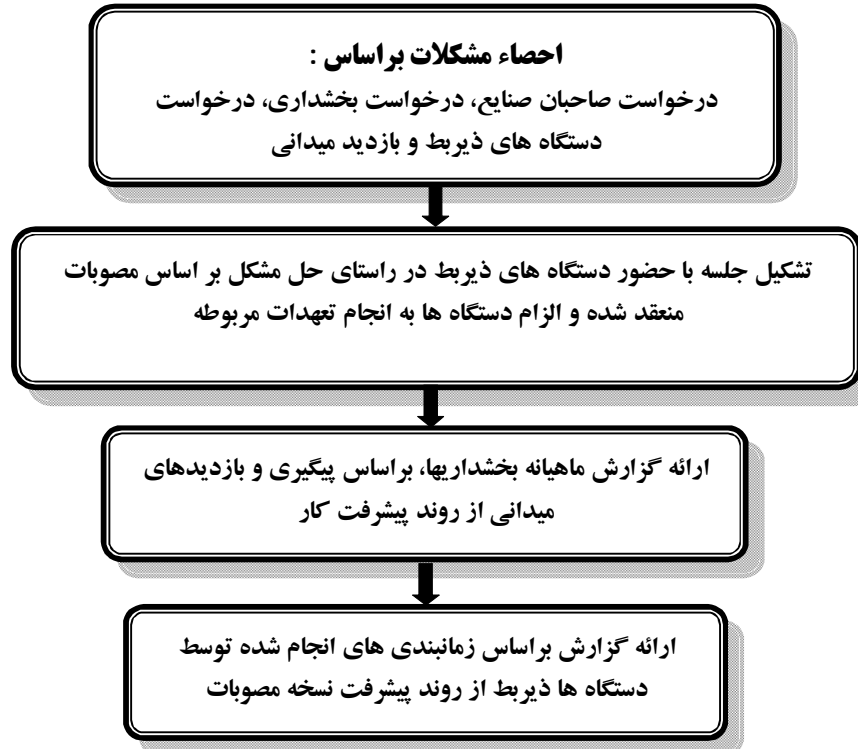 احصاء مشکلات براساس :
درخواست صاحبان صنایع، درخواست بخشداری، درخواست
دستگاه های ذیربط و بازدید میدانی
تشکیل جلسه با حضور دستگاه های ذیربط در راستای حل مشکل بر اساس مصوبات
منعقد شده و الزام دستگاه ها به انجام تعهدات مربوطه
ارائه گزارش ماهیانه بخشداریها، براساس پیگیری و بازدیدهای
میدانی از روند پیشرفت کار
ارائه گزارش براساس زمانبندی های انجام شده توسط
دستگاه ها ذیربط از روند پیشرفت نسخه مصوبات